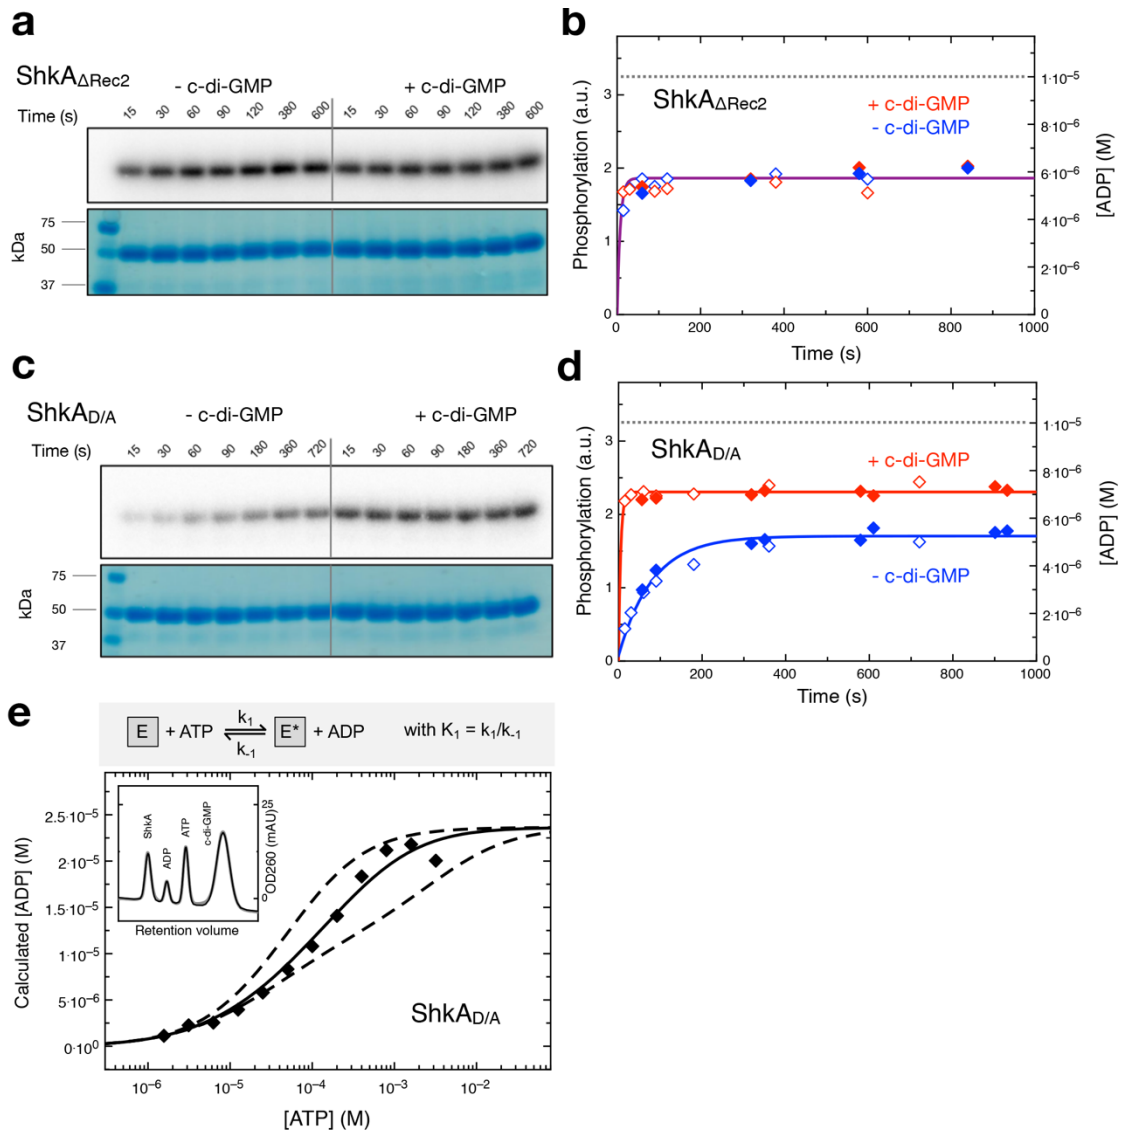 a
ShkAΔRec2
- c-di-GMP
+ c-di-GMP
Time (s) 15 30 60 90 120 380 600 15 30 60 90 120 380 600
kDa
75
50
37
b
ShkAΔRec2
+ c-di-GMP
- c-di-GMP
Phosphorylation (a.u.)
3
2
1
0
[ADP] (M)
1·10⁻⁵
8·10⁻⁶
6·10⁻⁶
4·10⁻⁶
2·10⁻⁶
0
0 200 400 600 800 1000
Time (s)
c
ShkAD/A
- c-di-GMP
+ c-di-GMP
Time (s) 15 30 60 90 180 360 720 15 30 60 90 180 360 720
kDa
75
50
37
d
ShkAD/A
+ c-di-GMP
- c-di-GMP
Phosphorylation (a.u.)
3
2
1
0
[ADP] (M)
1·10⁻⁵
8·10⁻⁶
6·10⁻⁶
4·10⁻⁶
2·10⁻⁶
0
0 200 400 600 800 1000
Time (s)
e
E + ATP k₁ k₋₁ E* + ADP with K₁ = k₁/k₋₁
Calculated [ADP] (M)
2.5·10⁻⁵
2·10⁻⁵
1.5·10⁻⁵
1·10⁻⁵
5·10⁻⁶
0·10⁰
ShkA
ADP
ATP
c-di-GMP
25
0
OD260 (mAU)
Retention volume
ShkAD/A
10⁻⁶ 10⁻⁵ 10⁻⁴ 10⁻³ 10⁻²
[ATP] (M)